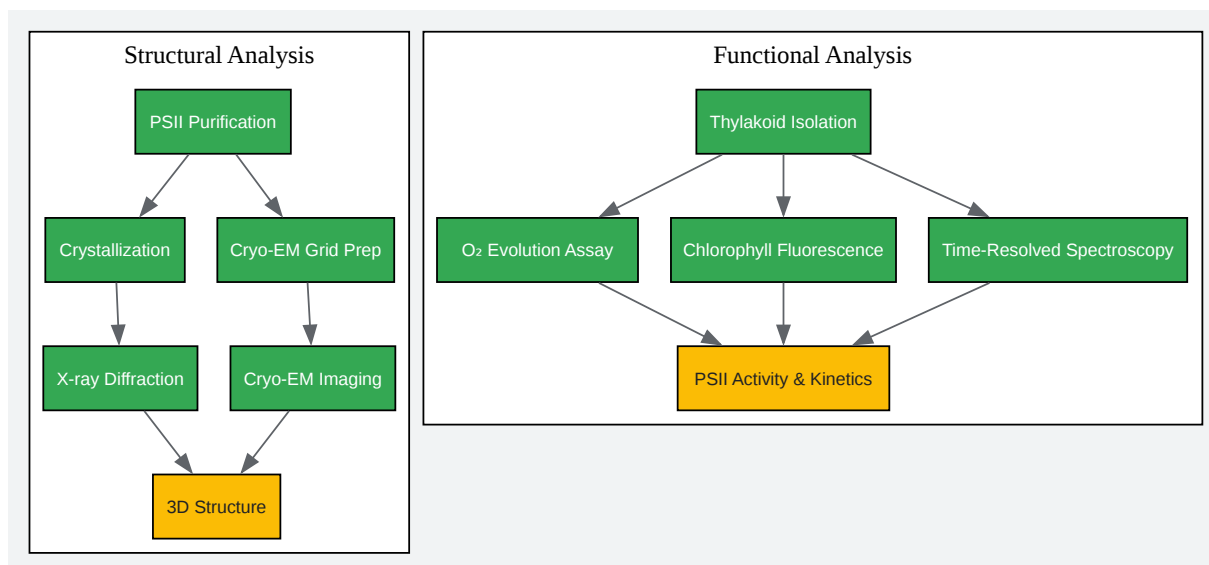 Structural Analysis
PSII Purification
Crystallization
Cryo-EM Grid Prep
X-ray Diffraction
Cryo-EM Imaging
3D Structure
Functional Analysis
Thylakoid Isolation
O₂ Evolution Assay
Chlorophyll Fluorescence
Time-Resolved Spectroscopy
PSII Activity & Kinetics